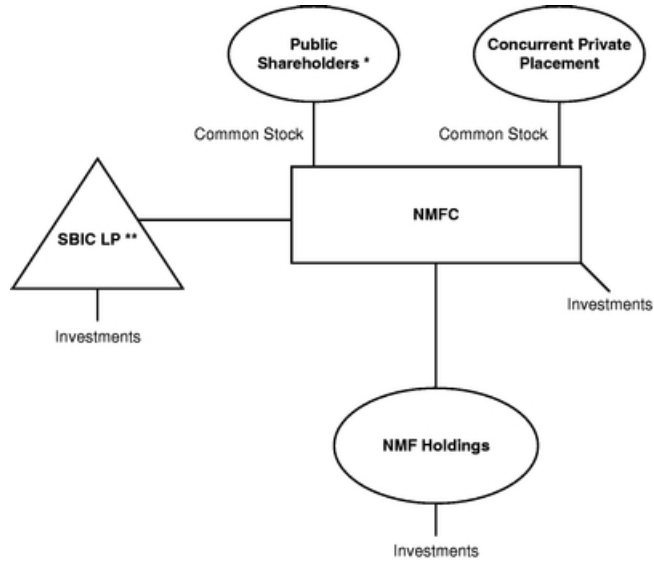 Public
Shareholders *
Concurrent Private
Placement
Common Stock
Common Stock
NMFC
SBIC LP **
Investments
Investments
NMF Holdings
Investments